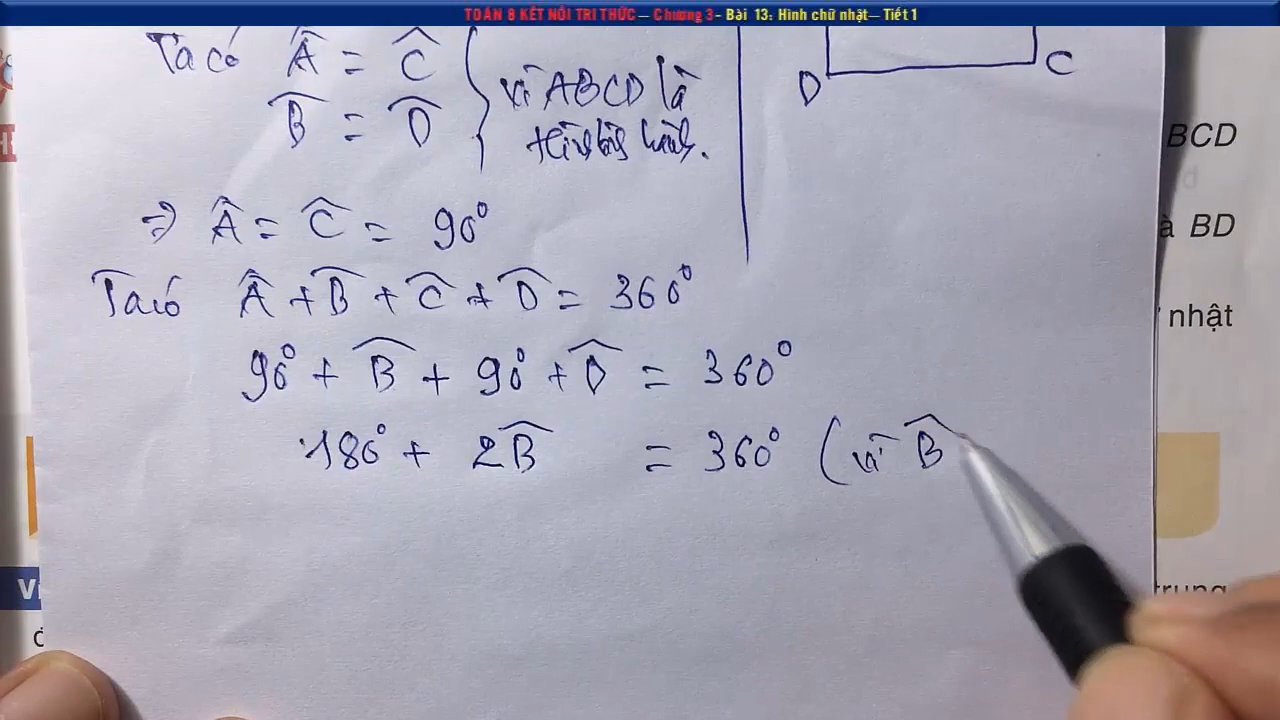 TOÁN 8 KẾT NỐI TRI THỨC – Chương 3 - Bài 13: Hình chữ nhật – Tiết 1
Ta có Â = Ĉ
B̂ = D̂
vì ABCD là
hình bình hành.
D C
=> Â = Ĉ = 90°
Ta có Â + B̂ + Ĉ + D̂ = 360°
90° + B̂ + 90° + D̂ = 360°
180° + 2B̂ = 360° (vì B̂
BCD
à BD
nhật
V
trung